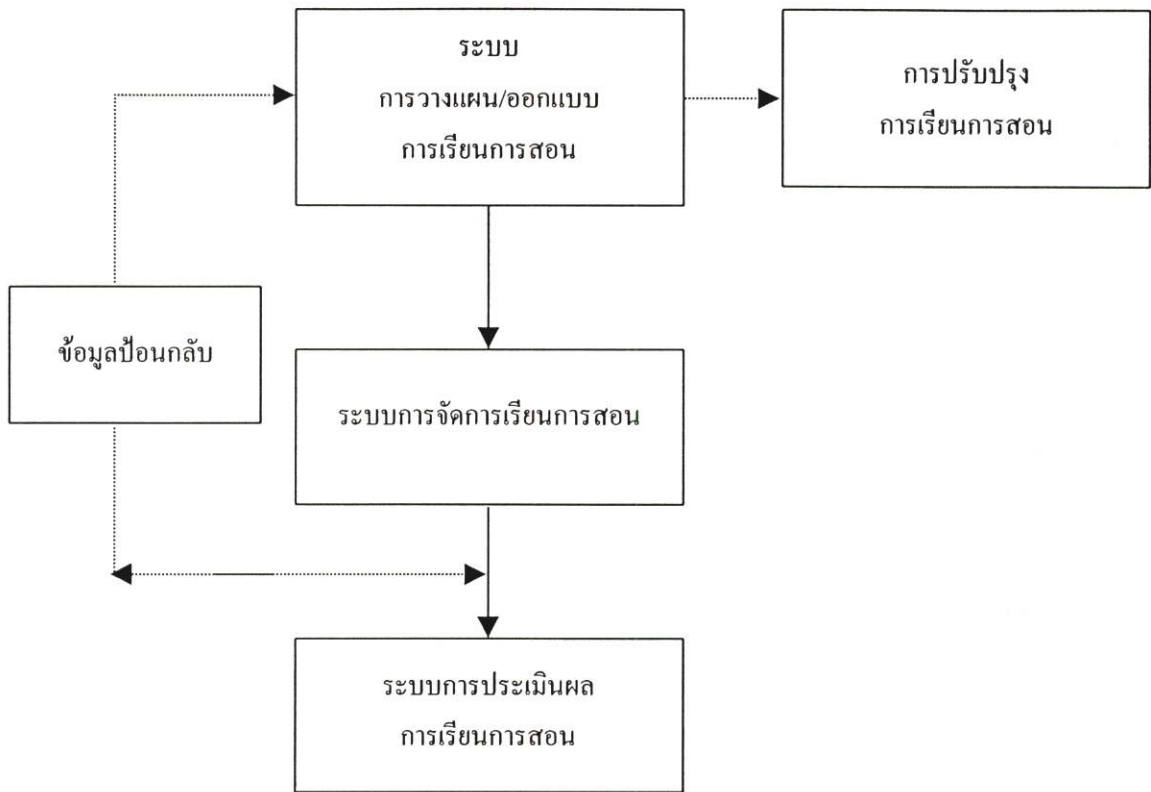 ระบบ
การวางแผน/ออกแบบ
การเรียนการสอน
การปรับปรุง
การเรียนการสอน
ข้อมูลป้อนกลับ
ระบบการจัดการเรียนการสอน
ระบบการประเมินผล
การเรียนการสอน